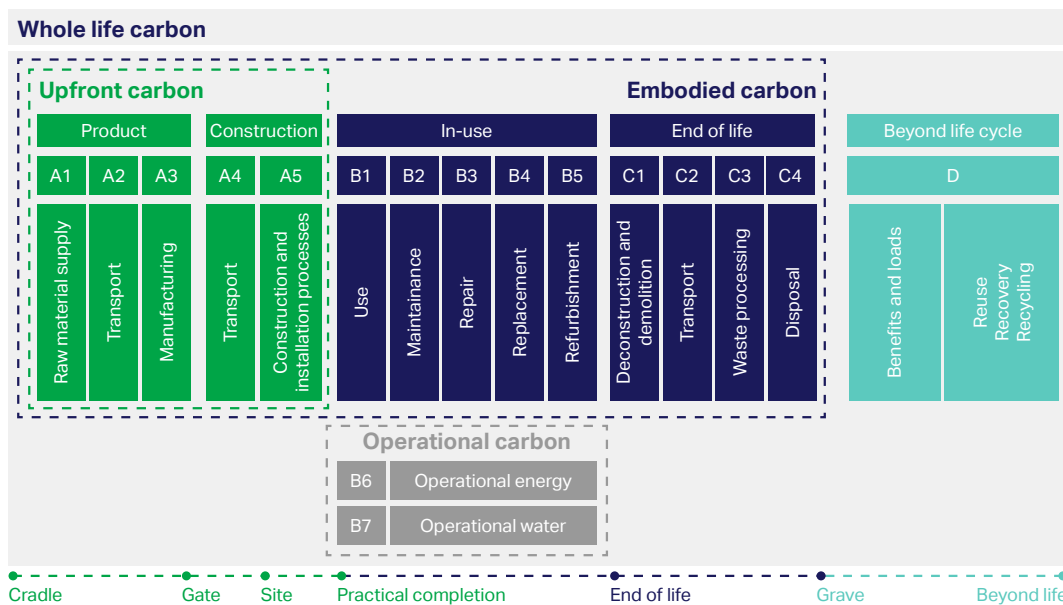 Whole life carbon
Upfront carbon
Embodied carbon
Product
Construction
In-use
End of life
Beyond life cycle
A1
A2
A3
A4
A5
B1
B2
B3
B4
B5
C1
C2
C3
C4
D
Raw material supply
Transport
Manufacturing
Transport
Construction and
installation processes
Use
Maintainance
Repair
Replacement
Refurbishment
Deconstruction and
demolition
Transport
Waste processing
Disposal
Benefits and loads
Reuse
Recovery
Recycling
Operational carbon
B6
Operational energy
B7
Operational water
Cradle
Gate
Site
Practical completion
End of life
Grave
Beyond life